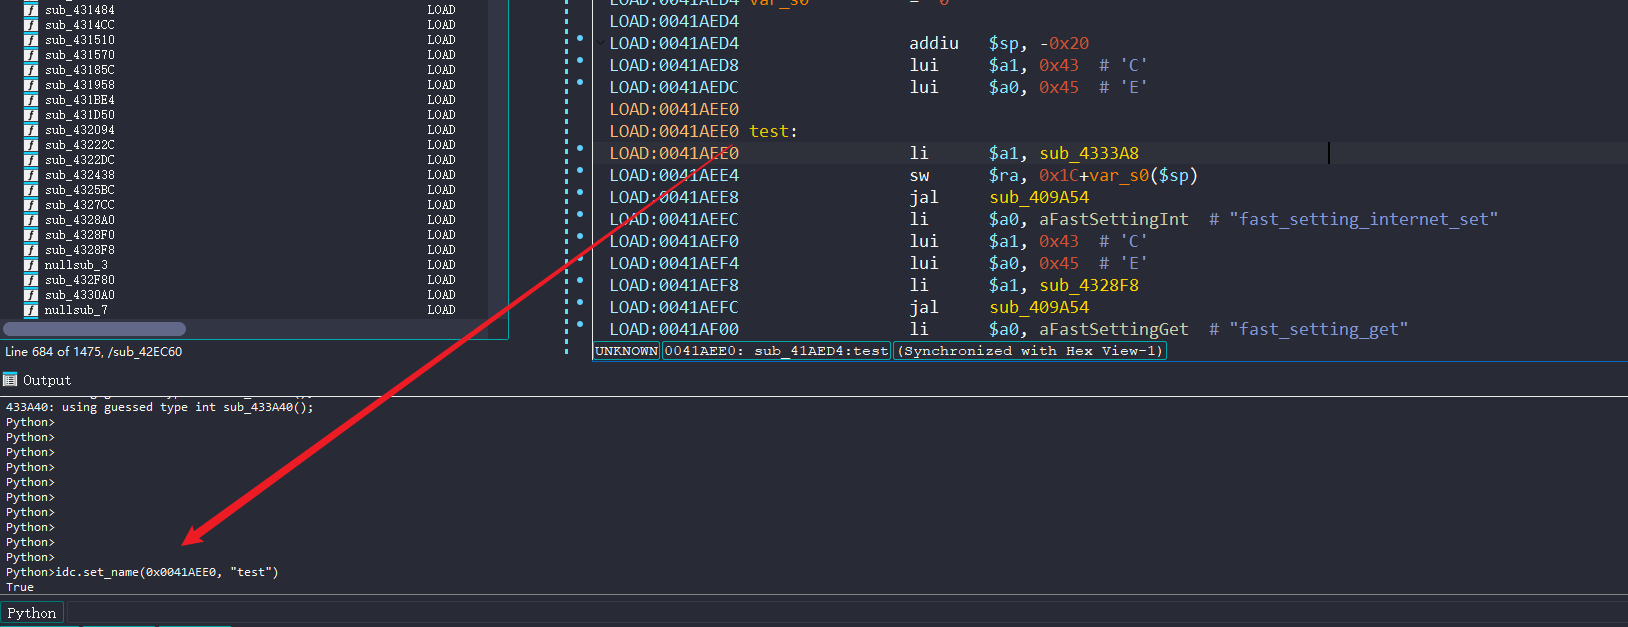 sub_431484 LOAD
sub_4314CC LOAD
sub_431510 LOAD
sub_431570 LOAD
sub_43185C LOAD
sub_431958 LOAD
sub_431BE4 LOAD
sub_431D50 LOAD
sub_432094 LOAD
sub_43222C LOAD
sub_4322DC LOAD
sub_432438 LOAD
sub_4325BC LOAD
sub_4327CC LOAD
sub_4328A0 LOAD
sub_4328F0 LOAD
sub_4328F8 LOAD
nullsub_3 LOAD
sub_432F80 LOAD
sub_4330A0 LOAD
nullsub_7 LOAD
Line 684 of 1475, /sub_42EC60
LOAD:0041AED4 var_s0 = 0
LOAD:0041AED4
LOAD:0041AED4 addiu $sp, -0x20
LOAD:0041AED8 lui $a1, 0x43 # 'C'
LOAD:0041AEDC lui $a0, 0x45 # 'E'
LOAD:0041AEE0
LOAD:0041AEE0 test:
LOAD:0041AEE0 li $a1, sub_4333A8
LOAD:0041AEE4 sw $ra, 0x1C+var_s0($sp)
LOAD:0041AEE8 jal sub_409A54
LOAD:0041AEEC li $a0, aFastSettingInt # "fast_setting_internet_set"
LOAD:0041AEF0 lui $a1, 0x43 # 'C'
LOAD:0041AEF4 lui $a0, 0x45 # 'E'
LOAD:0041AEF8 li $a1, sub_4328F8
LOAD:0041AEFC jal sub_409A54
LOAD:0041AF00 li $a0, aFastSettingGet # "fast_setting_get"
UNKNOWN 0041AEE0: sub_41AED4:test (Synchronized with Hex View-1)
Output
433A40: using guessed type int sub_433A40();
Python>
Python>
Python>
Python>
Python>
Python>
Python>
Python>
Python>
Python>
Python>idc.set_name(0x0041AEE0, "test")
True
Python